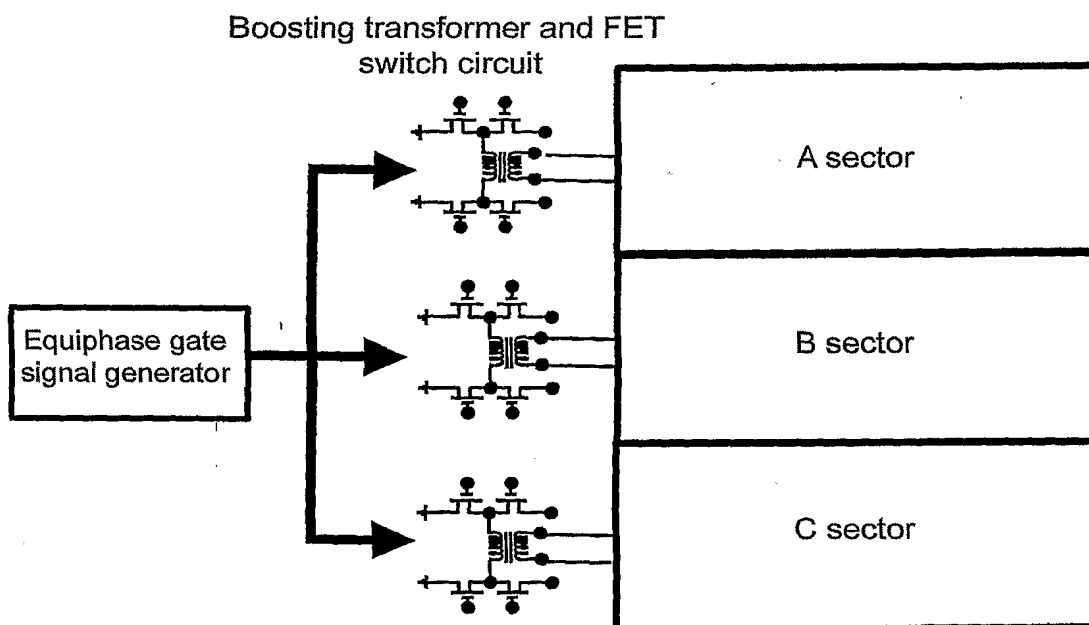 Boosting transformer and FET
switch circuit
A sector
Equiphase gate
signal generator
B sector
C sector